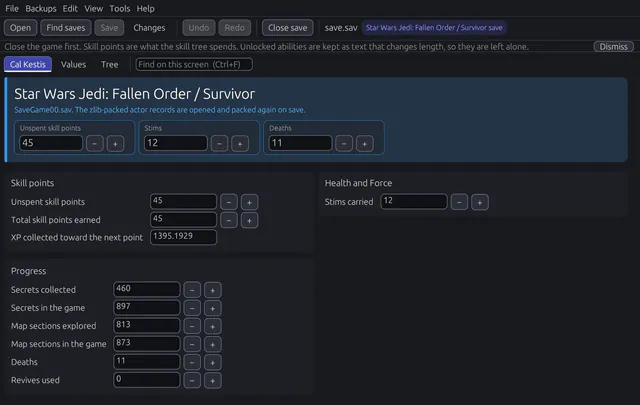 File Backups Edit View Tools Help
Open Find saves Save Changes Undo Redo Close save save.sav Star Wars Jedi: Fallen Order / Survivor save
Close the game first. Skill points are what the skill tree spends. Unlocked abilities are kept as text that changes length, so they are left alone. Dismiss
Cal Kestis Values Tree Find on this screen (Ctrl+F)
Star Wars Jedi: Fallen Order / Survivor
SaveGame00.sav. The zlib-packed actor records are opened and packed again on save.
Unspent skill points Stims Deaths
45 − + 12 − + 11 − +
Skill points
Unspent skill points 45 − +
Total skill points earned 45 − +
XP collected toward the next point 1395.1929
Health and Force
Stims carried 12 − +
Progress
Secrets collected 460 − +
Secrets in the game 897 − +
Map sections explored 813 − +
Map sections in the game 873 − +
Deaths 11 − +
Revives used 0 − +